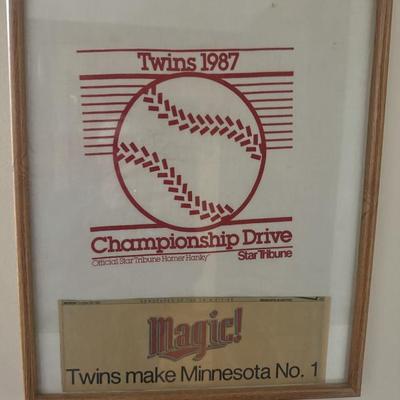 Twins 1987
Championship Drive
"Official Star Tribune Homer Hanky"
Star Tribune
Magic!
Twins make Minnesota No. 1